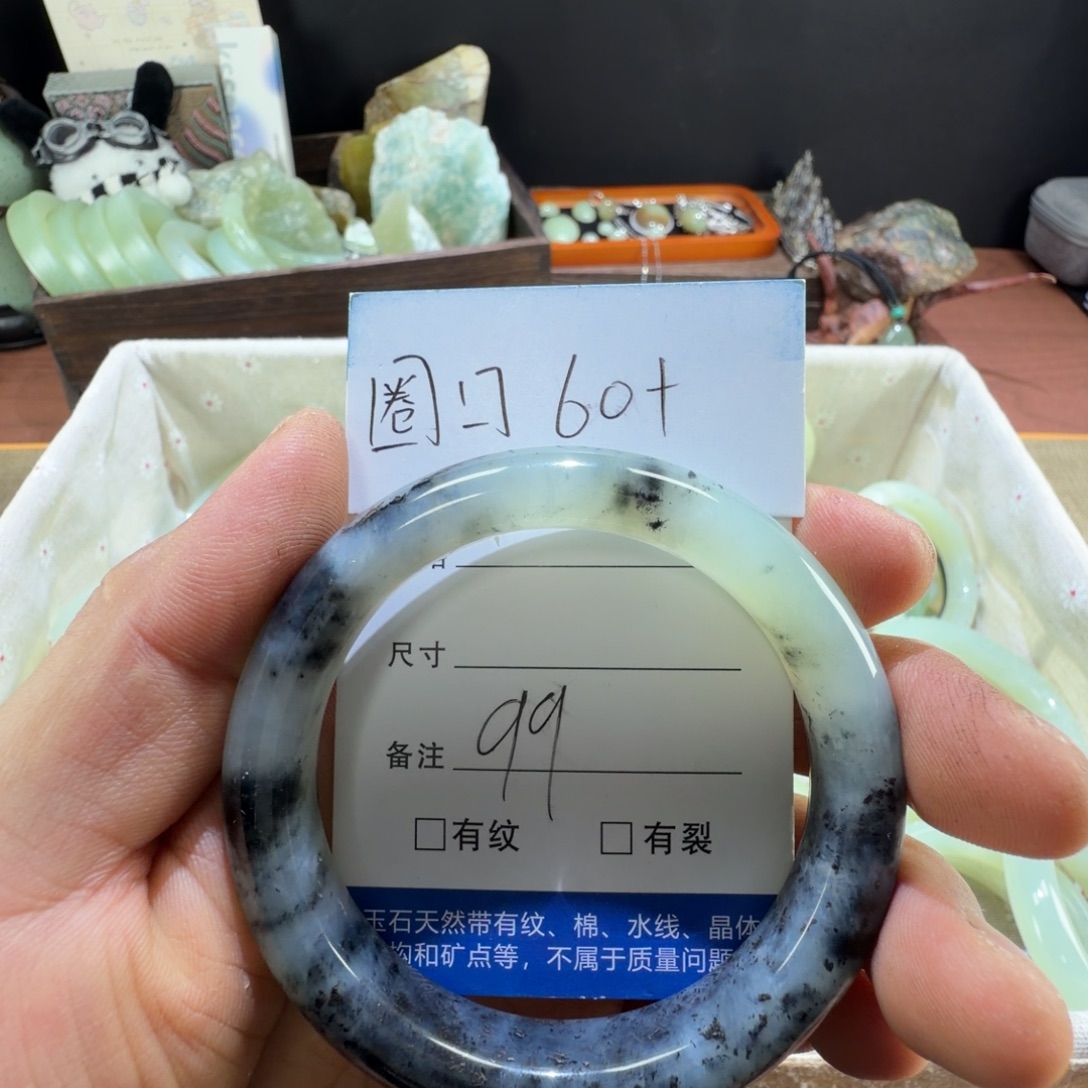 圈口 60+
尺寸
99
备注
□有纹 □有裂
玉石天然带有纹、棉、水线、晶体
构和矿点等，不属于质量问题